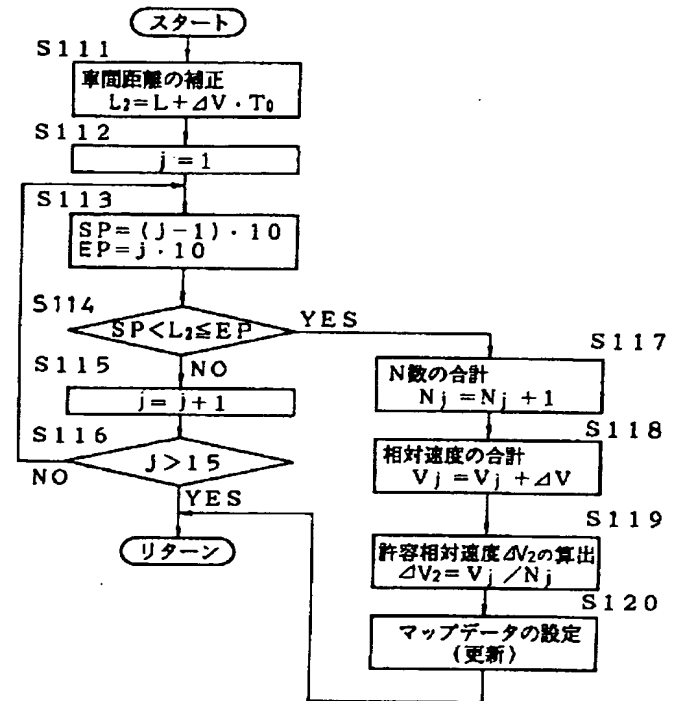 スタート
S111
車間距離の補正
L₂=L+⊿V・T₀
S112
j=1
S113
SP=(j-1)・10
EP=j・10
S114
SP<L₂≦EP
YES
NO
S115
j=j+1
S116
J>15
NO
YES
リターン
S117
N数の合計
Nj=Nj+1
S118
相対速度の合計
Vj=Vj+⊿V
S119
許容相対速度⊿V₂の算出
⊿V₂=Vj/Nj
S120
マップデータの設定
(更新)